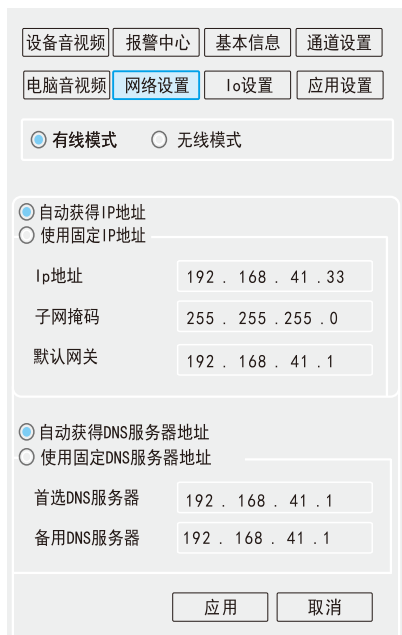 设备音视频 报警中心 基本信息 通道设置
电脑音视频 网络设置 Io设置 应用设置
有线模式 无线模式
自动获得IP地址
使用固定IP地址
Ip地址 192 . 168 . 41 .33
子网掩码 255 . 255 .255 .0
默认网关 192 . 168 . 41 .1
自动获得DNS服务器地址
使用固定DNS服务器地址
首选DNS服务器 192 . 168 . 41 .1
备用DNS服务器 192 . 168 . 41 .1
应用 取消